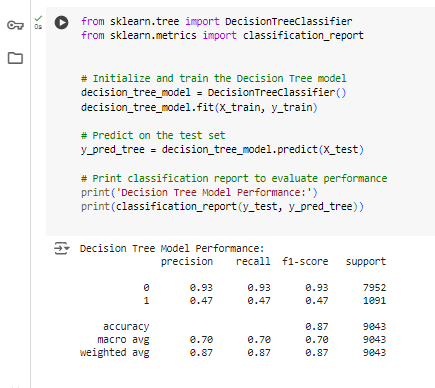 0s
from sklearn.tree import DecisionTreeClassifier
from sklearn.metrics import classification_report
# Initialize and train the Decision Tree model
decision_tree_model = DecisionTreeClassifier()
decision_tree_model.fit(X_train, y_train)
# Predict on the test set
y_pred_tree = decision_tree_model.predict(X_test)
# Print classification report to evaluate performance
print('Decision Tree Model Performance:')
print(classification_report(y_test, y_pred_tree))
Decision Tree Model Performance:
precision recall f1-score support
0 0.93 0.93 0.93 7952
1 0.47 0.47 0.47 1091
accuracy 0.87 9043
macro avg 0.70 0.70 0.70 9043
weighted avg 0.87 0.87 0.87 9043